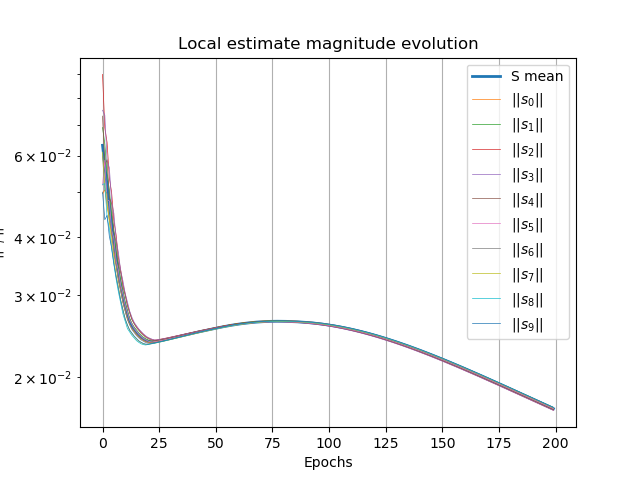 Local estimate magnitude evolution
S mean
||s₀||
||s₁||
||s₂||
||s₃||
||s₄||
||s₅||
||s₆||
||s₇||
||s₈||
||s₉||
6 × 10⁻²
4 × 10⁻²
3 × 10⁻²
2 × 10⁻²
0 25 50 75 100 125 150 175 200
Epochs